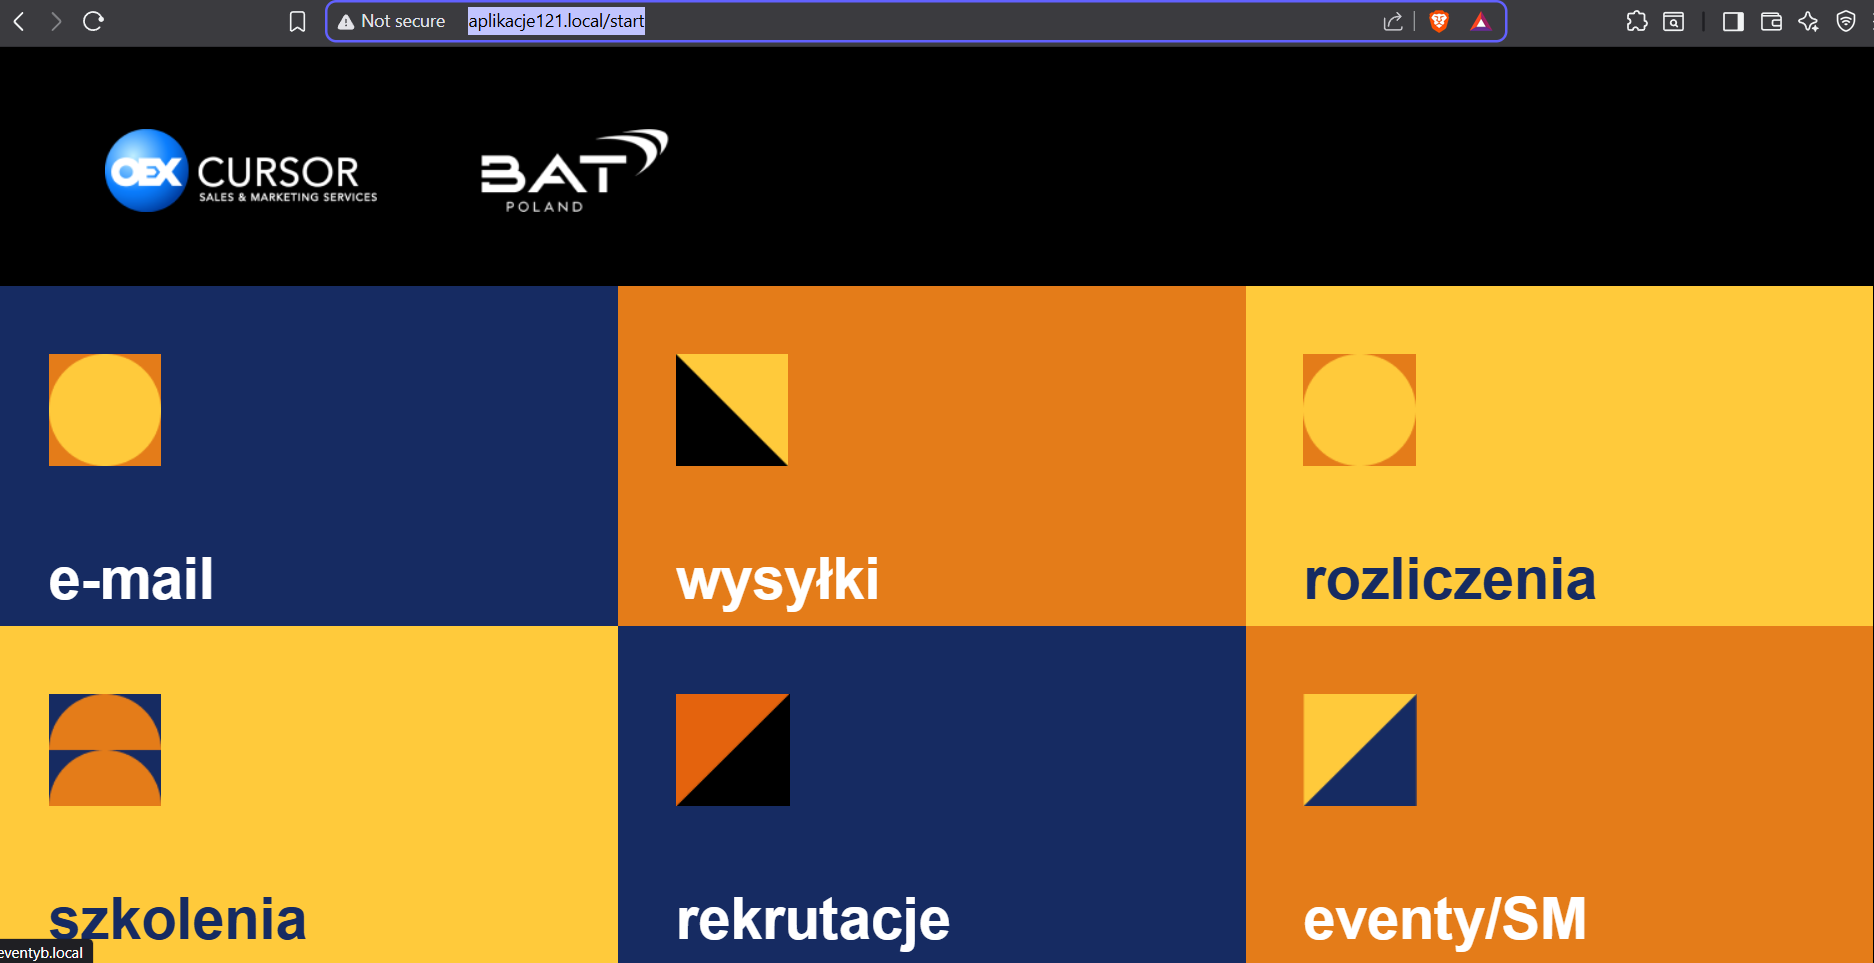 Not secure aplikacje121.local/start
OEX CURSOR
SALES & MARKETING SERVICES
BAT
POLAND
e-mail
wysyłki
rozliczenia
szkolenia
rekrutacje
eventy/SM
eventyb.local